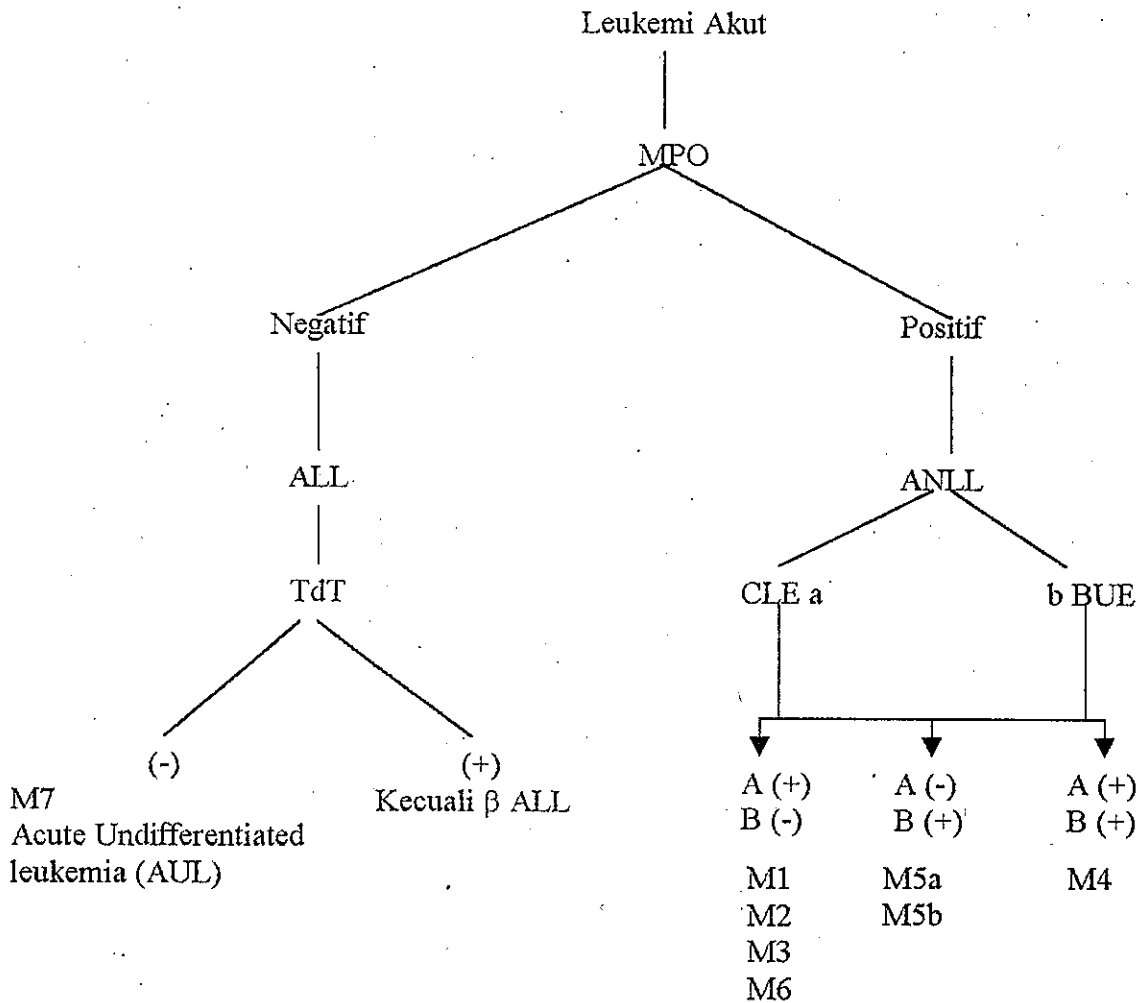 Leukemi Akut
MPO
Negatif
Positif
ALL
ANLL
TdT
CLE a
b BUE
(-)
(+)
M7
Kecuali β ALL
Acute Undifferentiated
leukemia (AUL)
A (+)
A (-)
A (+)
B (-)
B (+)
B (+)
M1
M5a
M4
M2
M5b
M3
M6